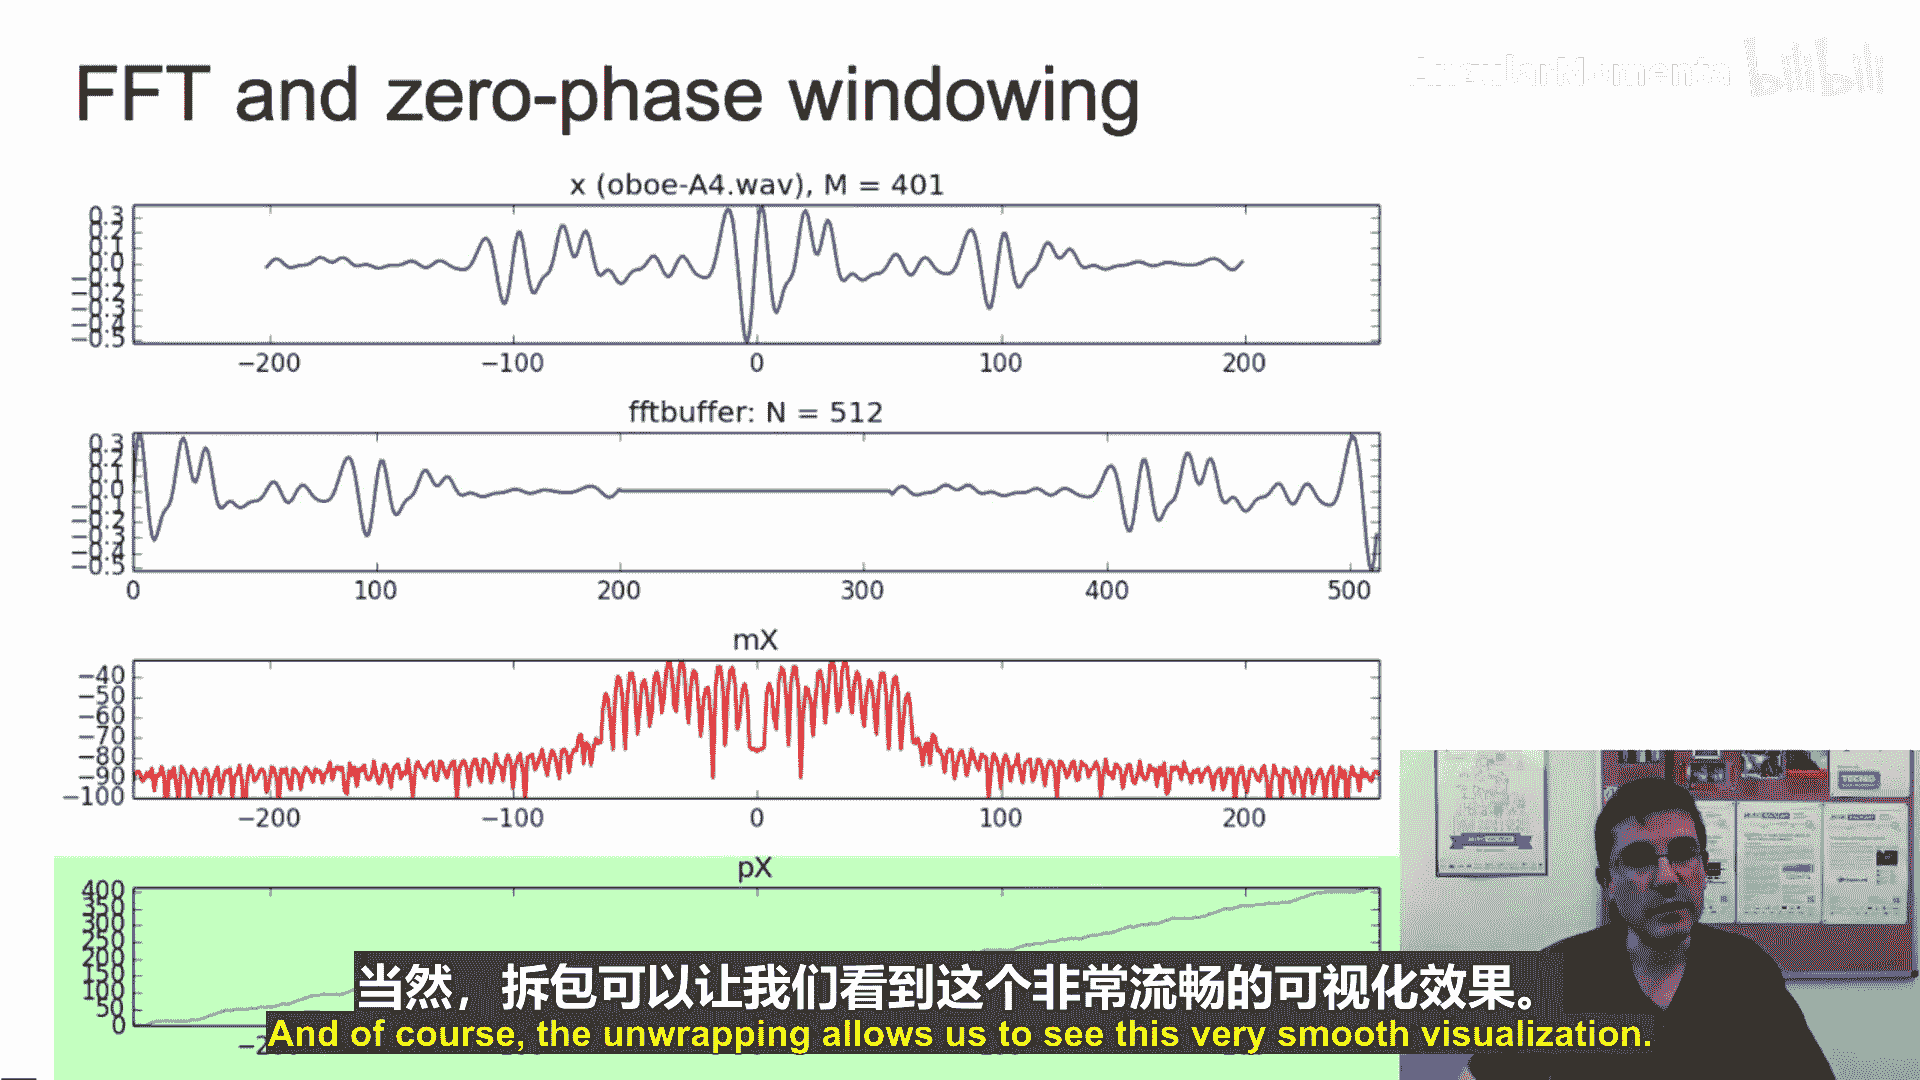 FFT and zero-phase windowing
bilibili
x (oboe-A4.wav), M = 401
0.3
0.2
0.1
0.0
−0.1
−0.2
−0.3
−0.4
−0.5
−200 −100 0 100 200
fftbuffer: N = 512
0.3
0.2
0.1
0.0
−0.1
−0.2
−0.3
−0.4
−0.5
0 100 200 300 400 500
mX
−40
−50
−60
−70
−80
−90
−100
−200 −100 0 100 200
TECNIO
pX
400
350
300
250
200
150
100
50
0
当然，拆包可以让我们看到这个非常流畅的可视化效果。
And of course, the unwrapping allows us to see this very smooth visualization.